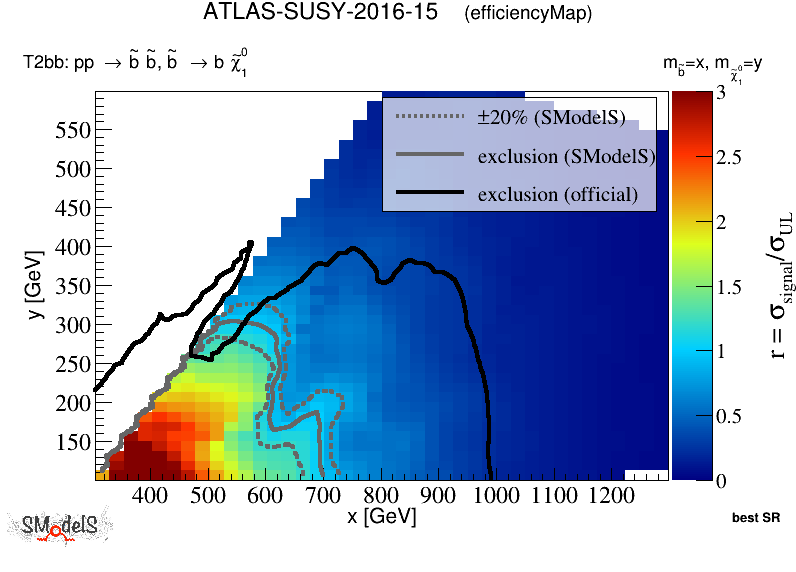 ATLAS-SUSY-2016-15 (efficiencyMap)
T2bb: pp → b̃ b̃, b̃ → b χ̃₁⁰
m_b̃=x, m_χ̃₁⁰=y
±20% (SModelS)
exclusion (SModelS)
exclusion (official)
550
500
450
400
350
300
250
200
150
y [GeV]
400 500 600 700 800 900 1000 1100 1200
x [GeV]
3
2.5
2
1.5
1
0.5
0
r = σ_signal/σ_UL
SModelS
best SR